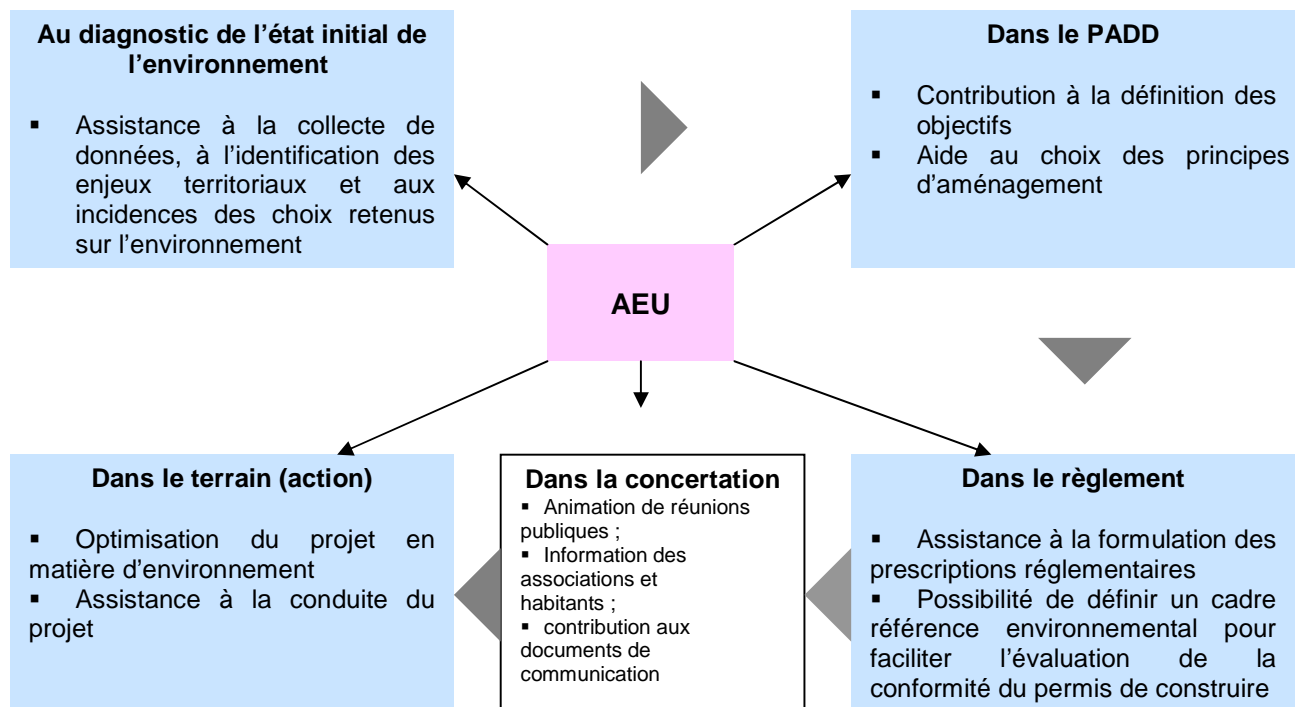 Au diagnostic de l'état initial de
l'environnement
▪ Assistance à la collecte de
données, à l'identification des
enjeux territoriaux et aux
incidences des choix retenus
sur l'environnement
Dans le PADD
▪ Contribution à la définition des
objectifs
▪ Aide au choix des principes
d'aménagement
AEU
Dans le terrain (action)
▪ Optimisation du projet en
matière d'environnement
▪ Assistance à la conduite du
projet
Dans la concertation
▪ Animation de réunions
publiques ;
▪ Information des
associations et
habitants ;
▪ contribution aux
documents de
communication
Dans le règlement
▪ Assistance à la formulation des
prescriptions réglementaires
▪ Possibilité de définir un cadre
référence environnemental pour
faciliter l'évaluation de la
conformité du permis de construire